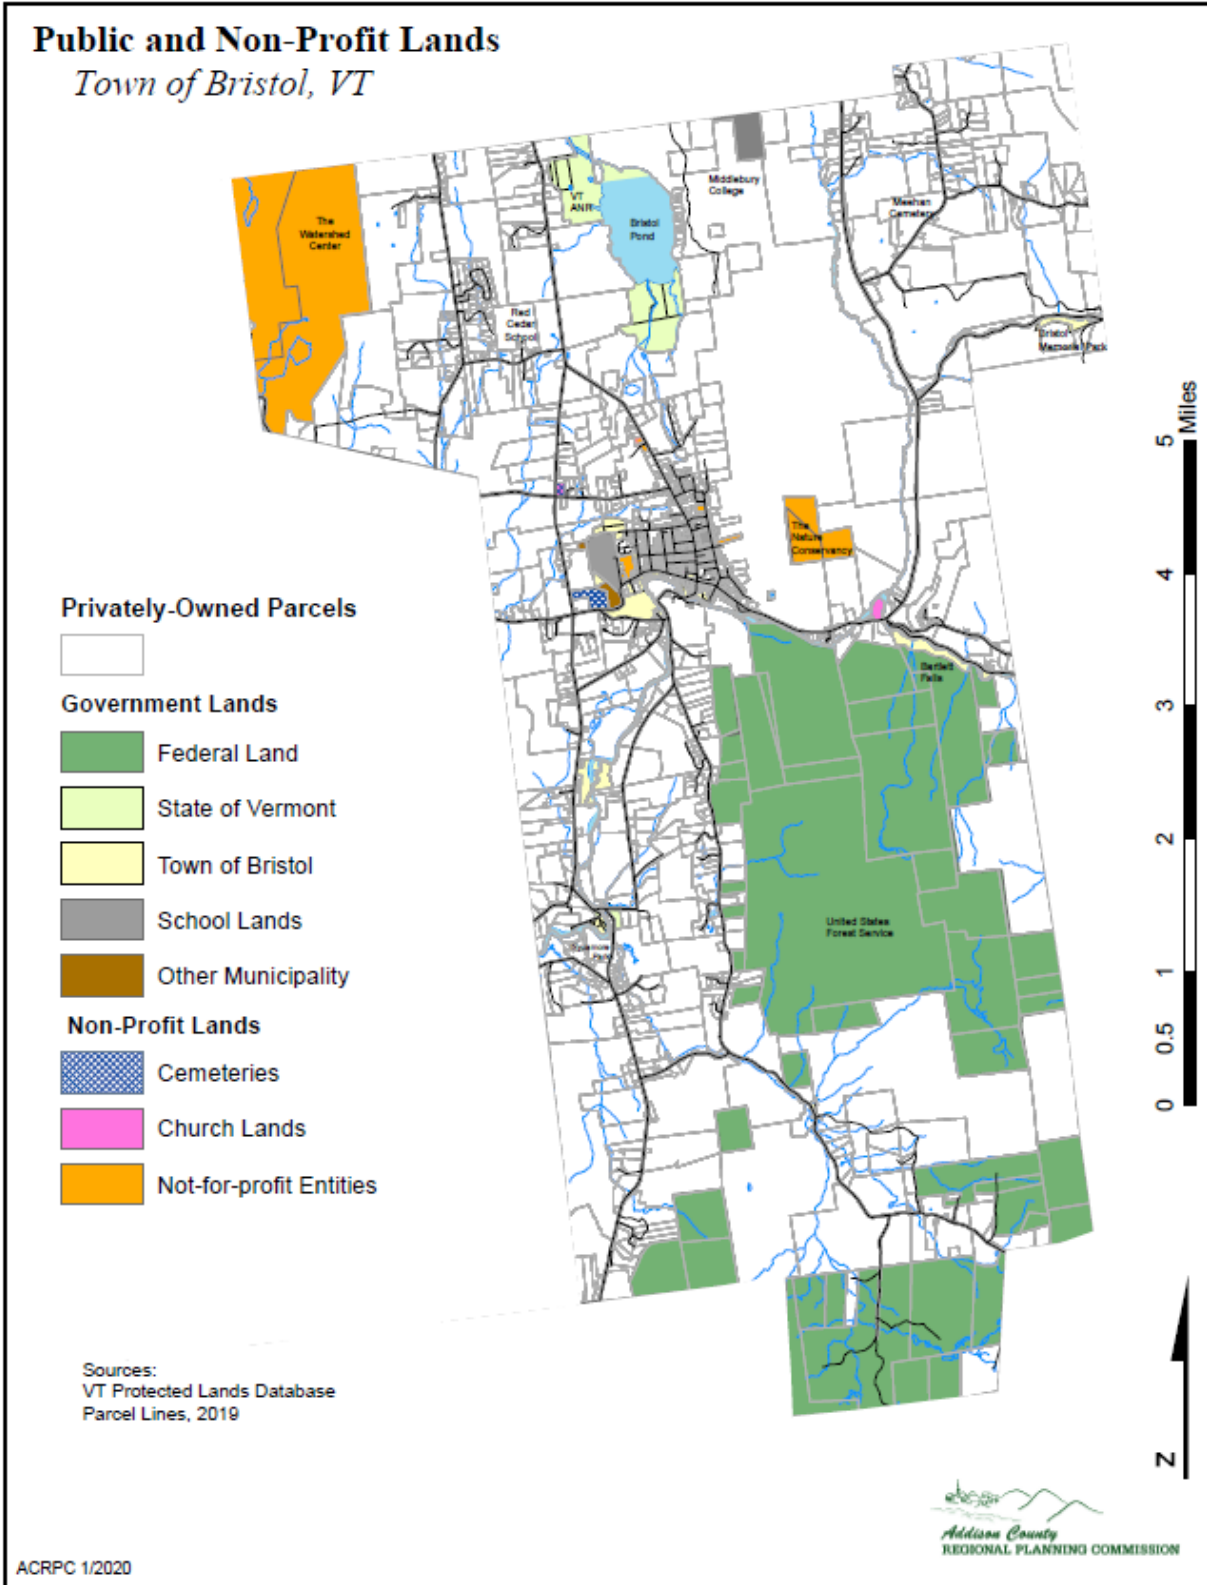 Public and Non-Profit Lands
Town of Bristol, VT
The
Watershed
Center
VT
ANR
Bristol
Pond
Middlebury
College
Meehan
Cemetery
Red
Cedar
School
Bristol
Memorial Park
The
Nature
Conservancy
Bartlett
Falls
United States
Forest Service
Sycamore
Park
Privately-Owned Parcels
Government Lands
Federal Land
State of Vermont
Town of Bristol
School Lands
Other Municipality
Non-Profit Lands
Cemeteries
Church Lands
Not-for-profit Entities
0
0.5
1
2
3
4
5
Miles
N
Sources:
VT Protected Lands Database
Parcel Lines, 2019
Addison County
REGIONAL PLANNING COMMISSION
ACRPC 1/2020